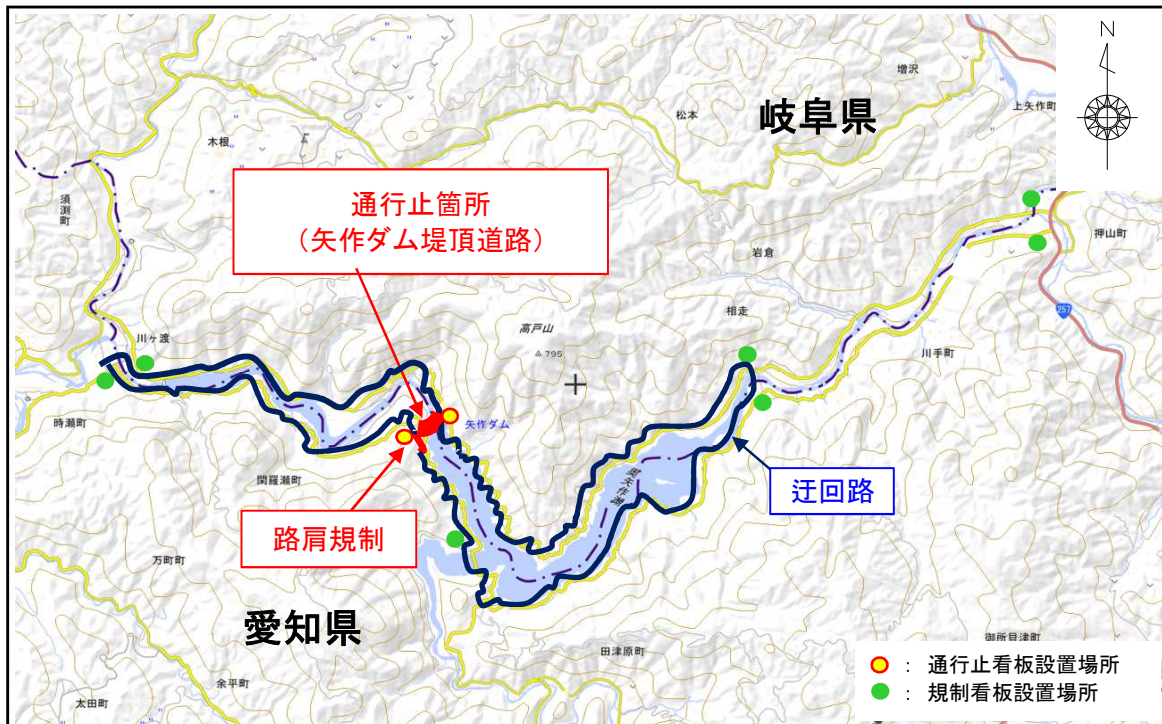 N
増沢
上矢作町
松本
岐阜県
木根
須渕町
通行止箇所
(矢作ダム堤頂道路)
押山町
岩倉
257
相走
高戸山
795
川ヶ渡
川手町
矢作ダム
時瀬町
閑羅瀬町
奥矢作湖
迂回路
路肩規制
万町町
愛知県
御所貝津町
田津原町
余平町
太田町
: 通行止看板設置場所
: 規制看板設置場所